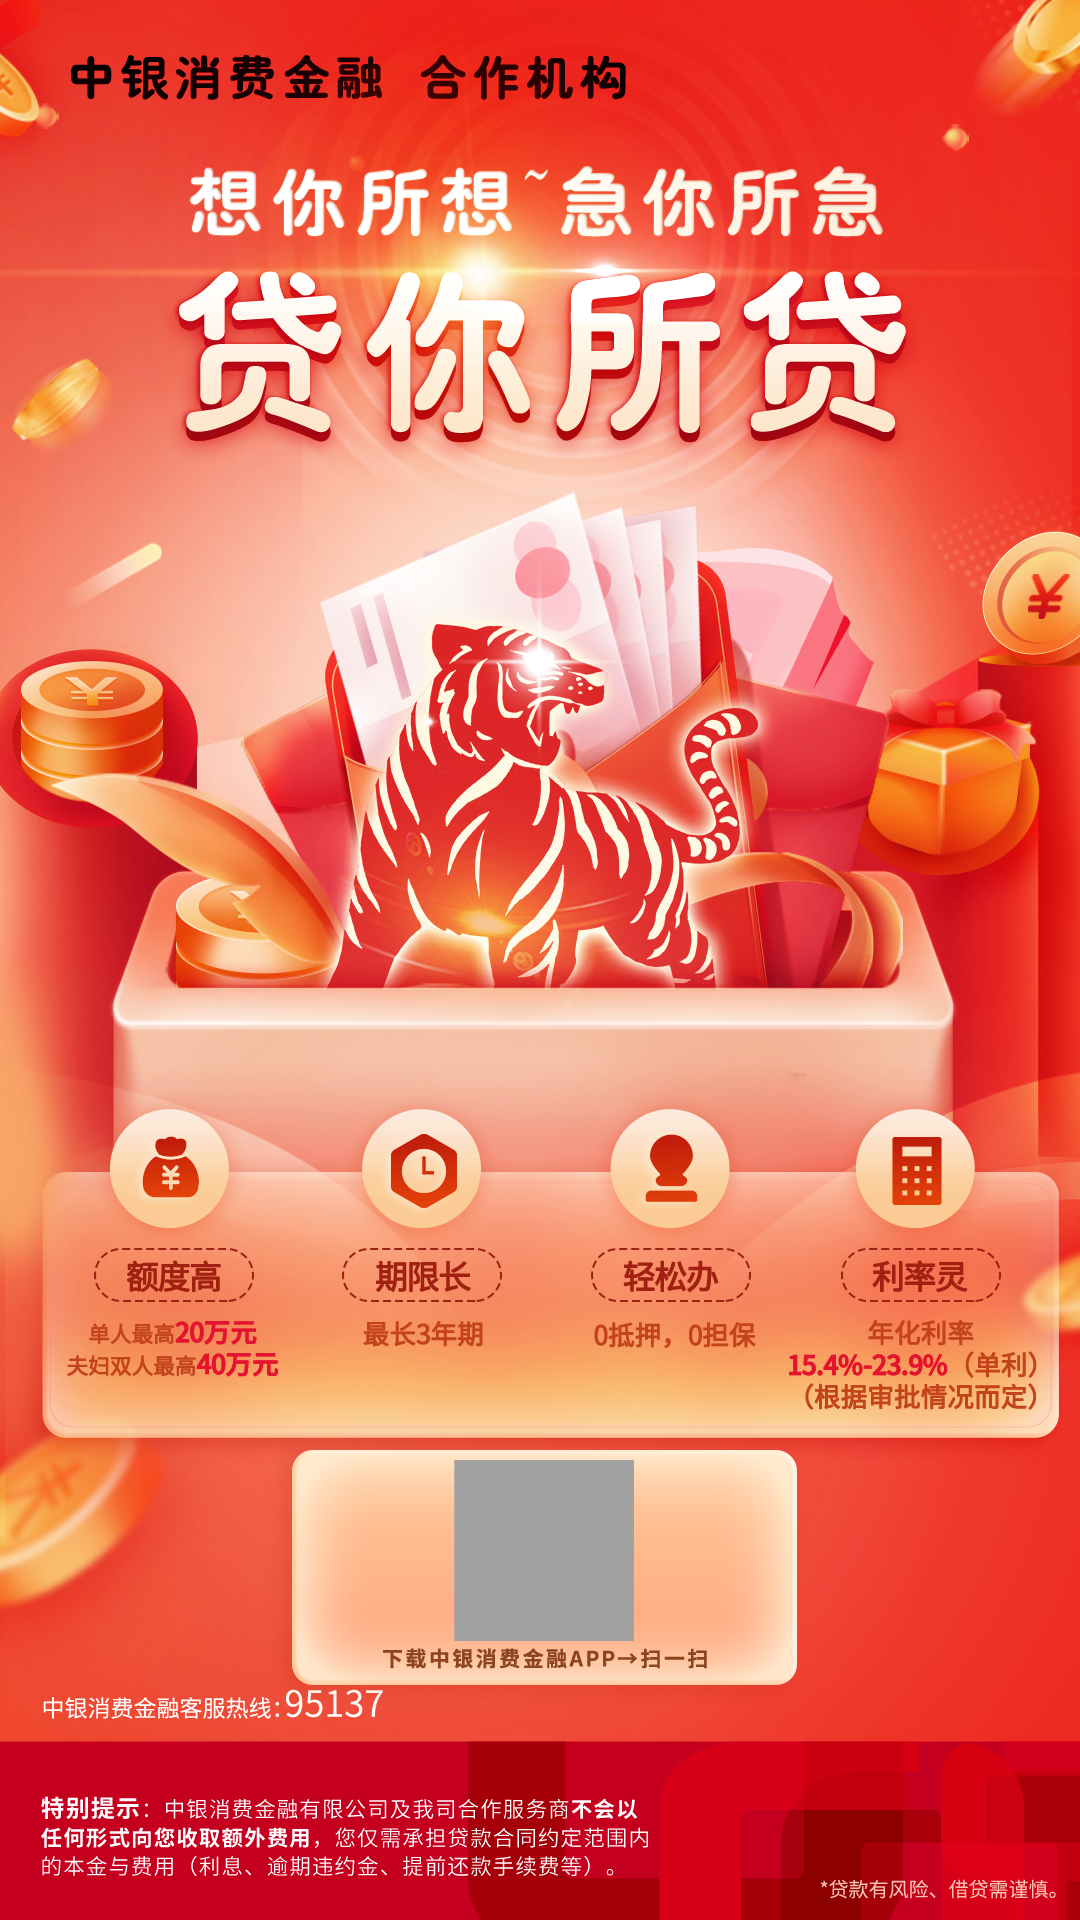 中银消费金融 合作机构
想你所想~急你所急
贷你所贷
额度高
单人最高20万元
夫妇双人最高40万元
期限长
最长3年期
轻松办
0抵押，0担保
利率灵
年化利率
15.4%-23.9%（单利）
（根据审批情况而定）
下载中银消费金融APP→扫一扫
中银消费金融客服热线:95137
特别提示：中银消费金融有限公司及我司合作服务商不会以
任何形式向您收取额外费用，您仅需承担贷款合同约定范围内
的本金与费用（利息、逾期违约金、提前还款手续费等）。
*贷款有风险、借贷需谨慎。